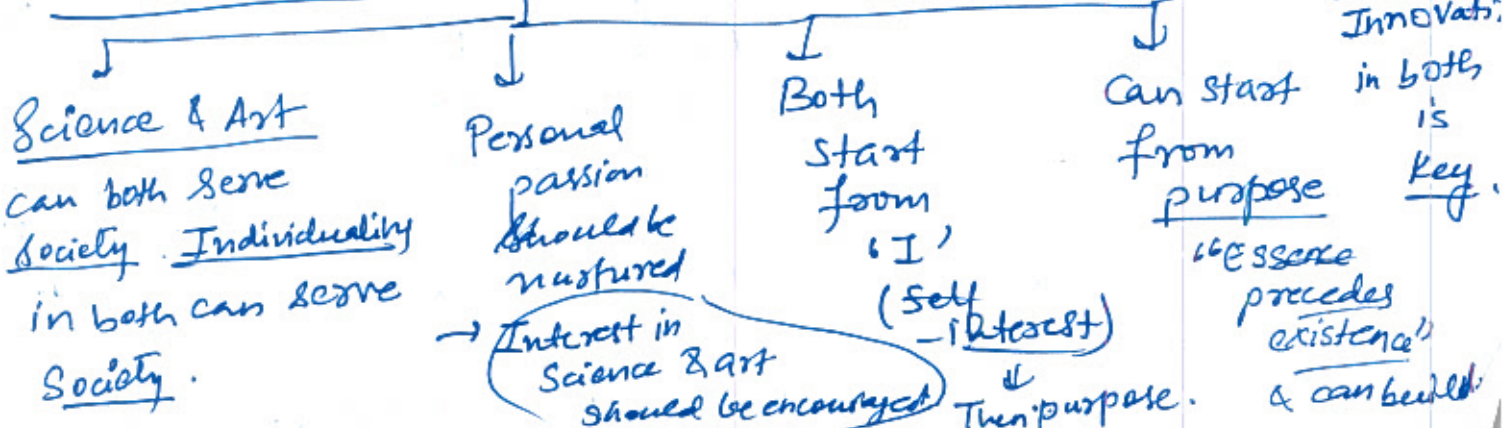 Science & Art
can both serve
society. Individuality
in both can serve
Society.
Personal
passion
should be
nurtured
→ Interest in
Science & art
should be encouraged
Both
start
from
'I'
(self
-interest)
↓
Then purpose.
Can start
from
purpose
"Essence
precedes
existence"
& can build
in both
is
key.